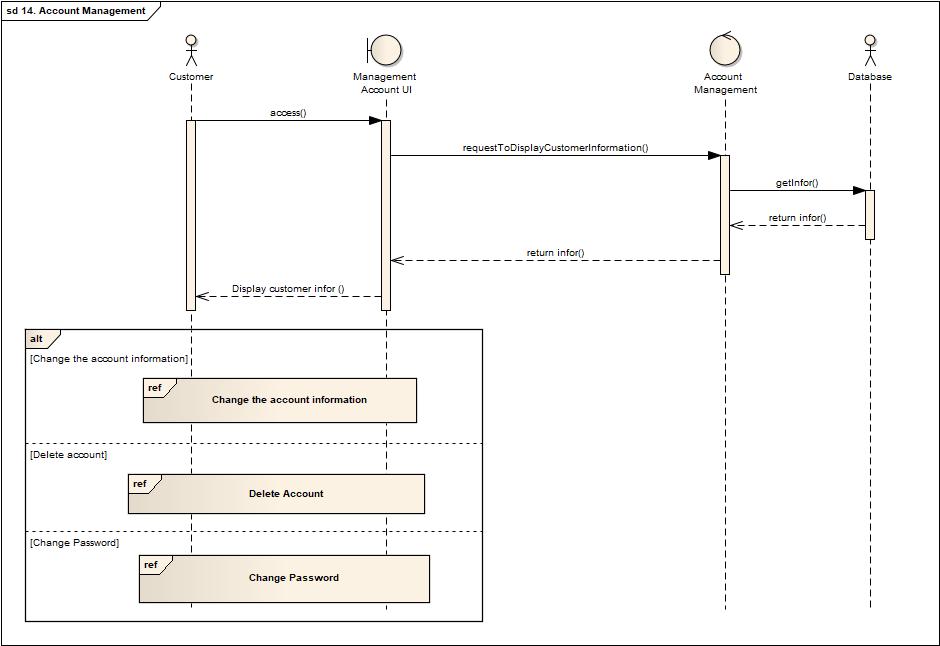 sd 14. Account Management
Customer
Management
Account UI
Account
Management
Database
access()
requestToDisplayCustomerInformation()
getInfor()
return infor()
return infor()
Display customer infor ()
alt
[Change the account information]
ref
Change the account information
[Delete account]
ref
Delete Account
[Change Password]
ref
Change Password